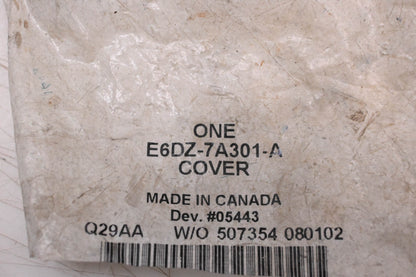 ONE
E6DZ-7A301-A
COVER
MADE IN CANADA
Dev. #05443
Q29AA W/O 507354 080102